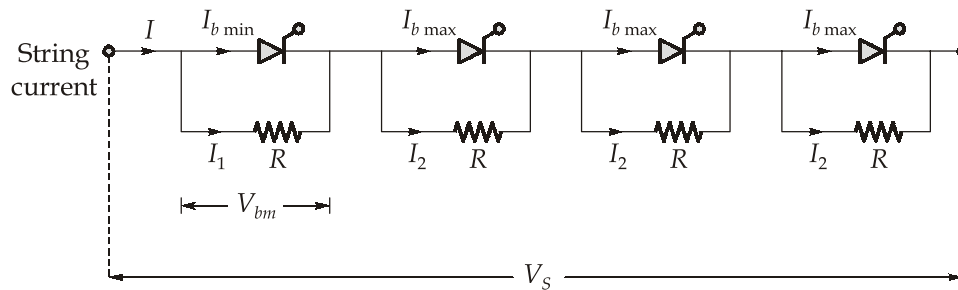 String
current
I
I_b min
I_b max
I_b max
I_b max
I_1
R
I_2
R
I_2
R
I_2
R
V_bm
V_S